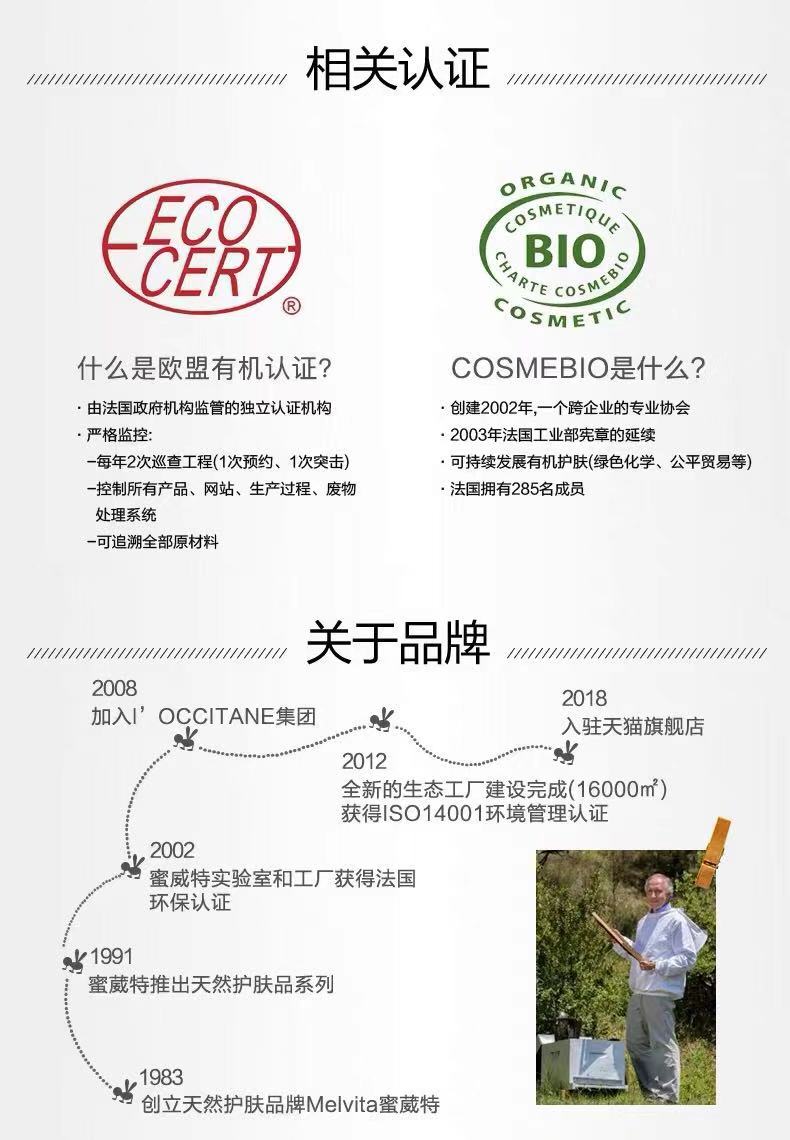 相关认证
ECO
CERT
®
ORGANIC
COSMETIQUE
BIO
CHARTE COSMEBIO
COSMETIC
什么是欧盟有机认证?
· 由法国政府机构监管的独立认证机构
· 严格监控:
–每年2次巡查工程(1次预约、1次突击)
–控制所有产品、网站、生产过程、废物
处理系统
–可追溯全部原材料
COSMEBIO是什么?
· 创建2002年,一个跨企业的专业协会
· 2003年法国工业部宪章的延续
· 可持续发展有机护肤(绿色化学、公平贸易等)
· 法国拥有285名成员
关于品牌
2008
加入l’OCCITANE集团
2018
入驻天猫旗舰店
2012
全新的生态工厂建设完成(16000㎡)
获得ISO14001环境管理认证
2002
蜜葳特实验室和工厂获得法国
环保认证
1991
蜜葳特推出天然护肤品系列
1983
创立天然护肤品牌Melvita蜜葳特